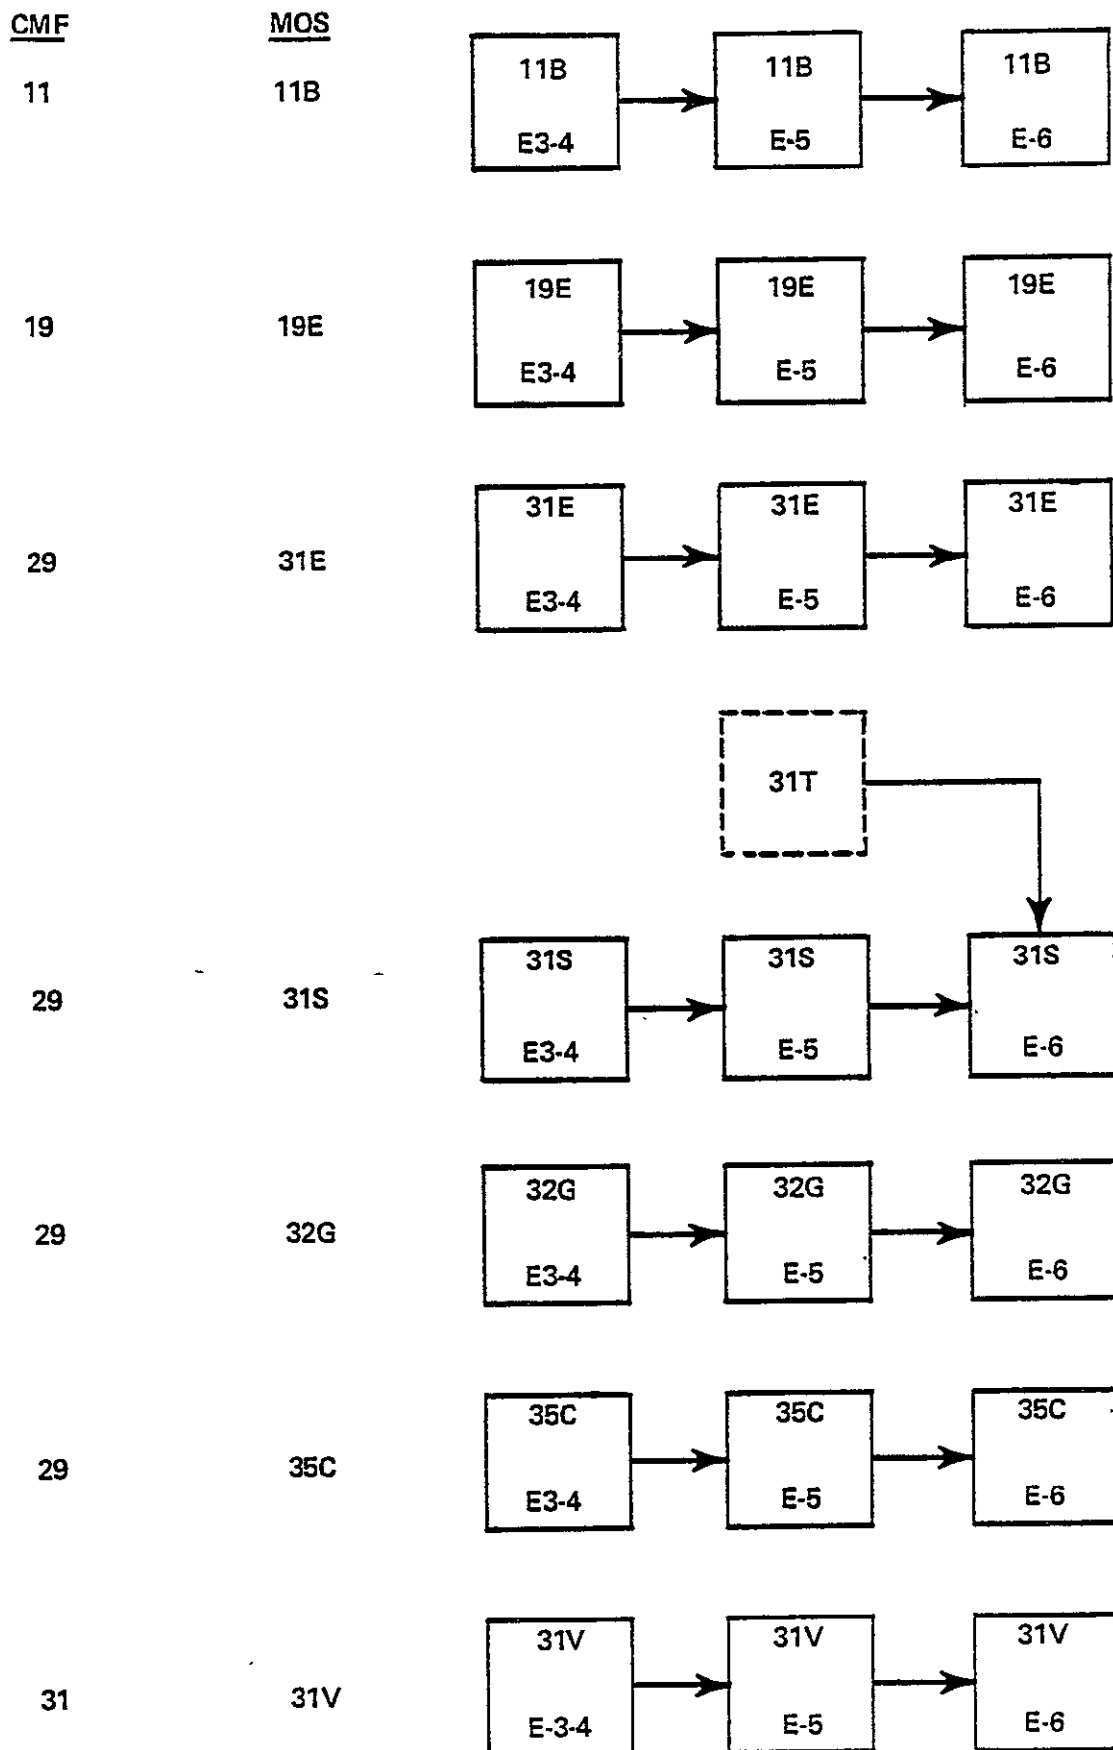 CMF MOS
11 11B 11B 11B 11B
E3-4 E-5 E-6
19 19E 19E 19E 19E
E3-4 E-5 E-6
29 31E 31E 31E 31E
E3-4 E-5 E-6
31T
29 31S 31S 31S 31S
E3-4 E-5 E-6
29 32G 32G 32G 32G
E3-4 E-5 E-6
29 35C 35C 35C 35C
E3-4 E-5 E-6
31 31V 31V 31V 31V
E-3-4 E-5 E-6